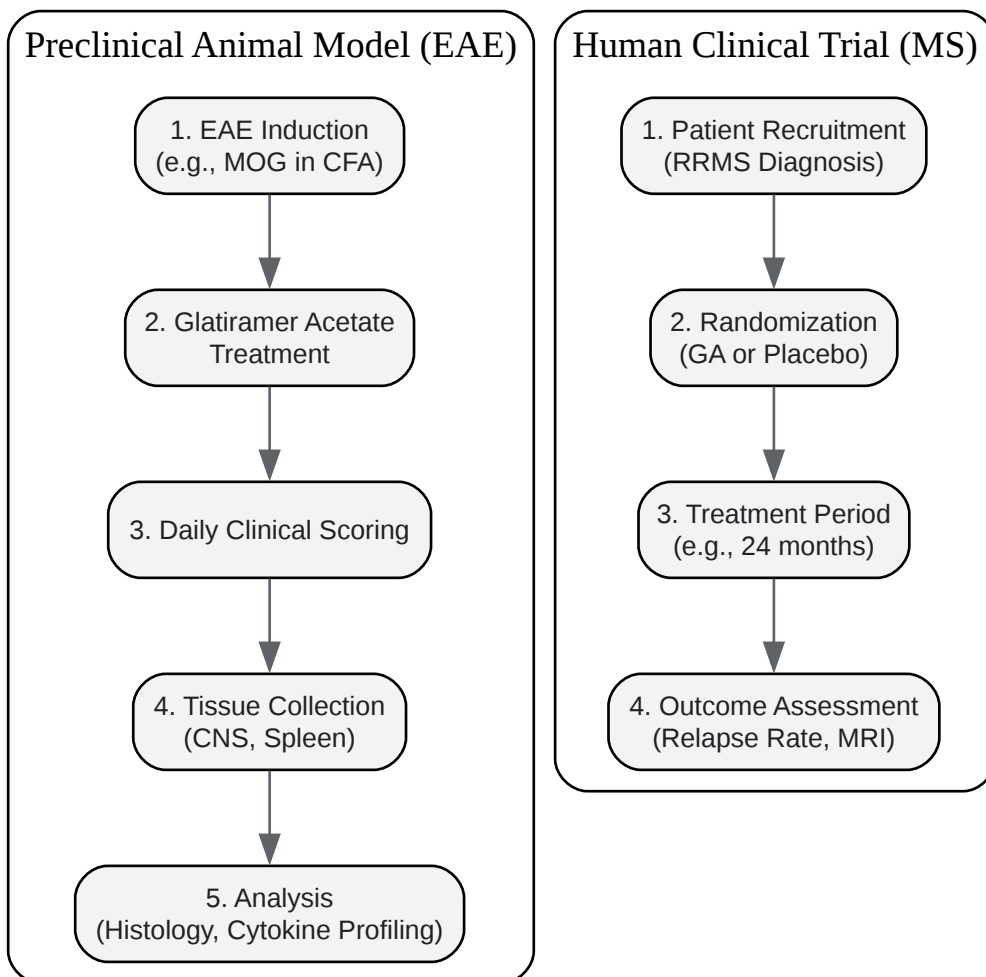 Preclinical Animal Model (EAE)
1. EAE Induction
(e.g., MOG in CFA)
2. Glatiramer Acetate
Treatment
3. Daily Clinical Scoring
4. Tissue Collection
(CNS, Spleen)
5. Analysis
(Histology, Cytokine Profiling)
Human Clinical Trial (MS)
1. Patient Recruitment
(RRMS Diagnosis)
2. Randomization
(GA or Placebo)
3. Treatment Period
(e.g., 24 months)
4. Outcome Assessment
(Relapse Rate, MRI)